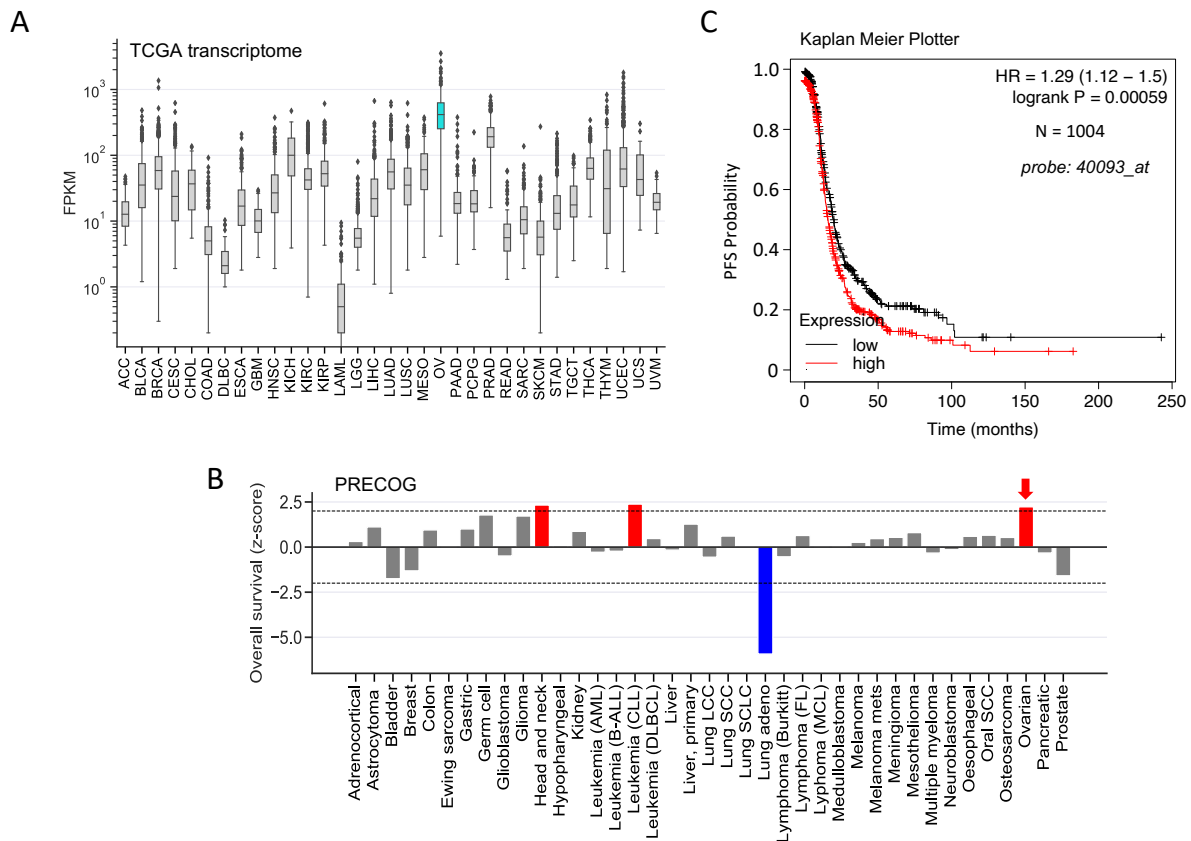 A
TCGA transcriptome
FPKM
10³
10²
10¹
10⁰
ACC
BLCA
BRCA
CESC
CHOL
COAD
DLBC
ESCA
GBM
HNSC
KICH
KIRC
KIRP
LAML
LGG
LIHC
LUAD
LUSC
MESO
OV
PAAD
PCPG
PRAD
READ
SARC
SKCM
STAD
TGCT
THCA
THYM
UCEC
UCS
UVM
C
Kaplan Meier Plotter
HR = 1.29 (1.12 − 1.5)
logrank P = 0.00059
N = 1004
probe: 40093_at
PFS Probability
1.0
0.8
0.6
0.4
0.2
0
Expression
low
high
0
50
100
150
200
250
Time (months)
B
PRECOG
Overall survival (z-score)
2.5
0.0
−2.5
−5.0
Adrenocortical
Astrocytoma
Bladder
Breast
Colon
Ewing sarcoma
Gastric
Germ cell
Glioblastoma
Glioma
Head and neck
Hypopharyngeal
Kidney
Leukemia (AML)
Leukemia (B-ALL)
Leukemia (CLL)
Leukemia (DLBCL)
Liver
Liver, primary
Lung LCC
Lung SCC
Lung SCLC
Lung adeno
Lymphoma (Burkitt)
Lymphoma (FL)
Lyphoma (MCL)
Medulloblastoma
Melanoma
Melanoma mets
Meningioma
Mesothelioma
Multiple myeloma
Neuroblastoma
Oesophageal
Oral SCC
Osteosarcoma
Ovarian
Pancreatic
Prostate